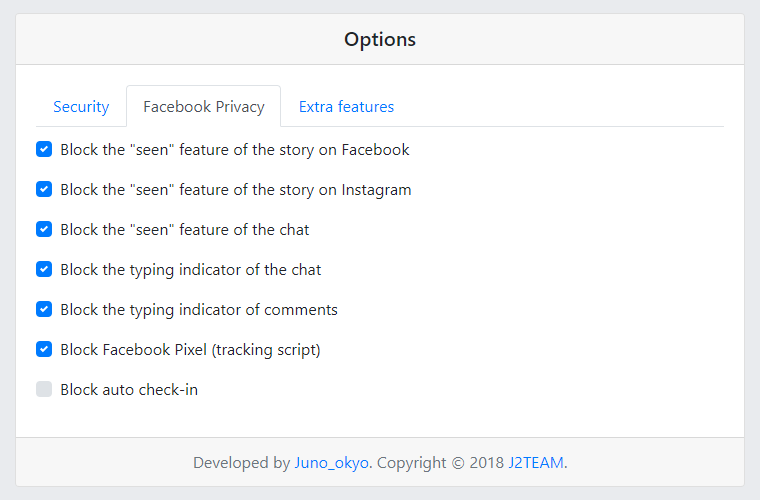 Options
Security Facebook Privacy Extra features
Block the "seen" feature of the story on Facebook
Block the "seen" feature of the story on Instagram
Block the "seen" feature of the chat
Block the typing indicator of the chat
Block the typing indicator of comments
Block Facebook Pixel (tracking script)
Block auto check-in
Developed by Juno_okyo. Copyright © 2018 J2TEAM.